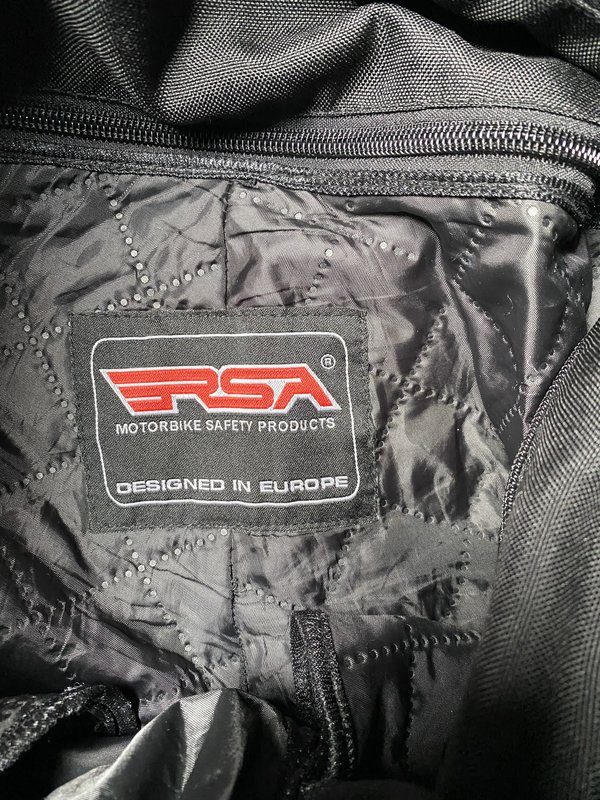 RSA®
MOTORBIKE SAFETY PRODUCTS
DESIGNED IN EUROPE